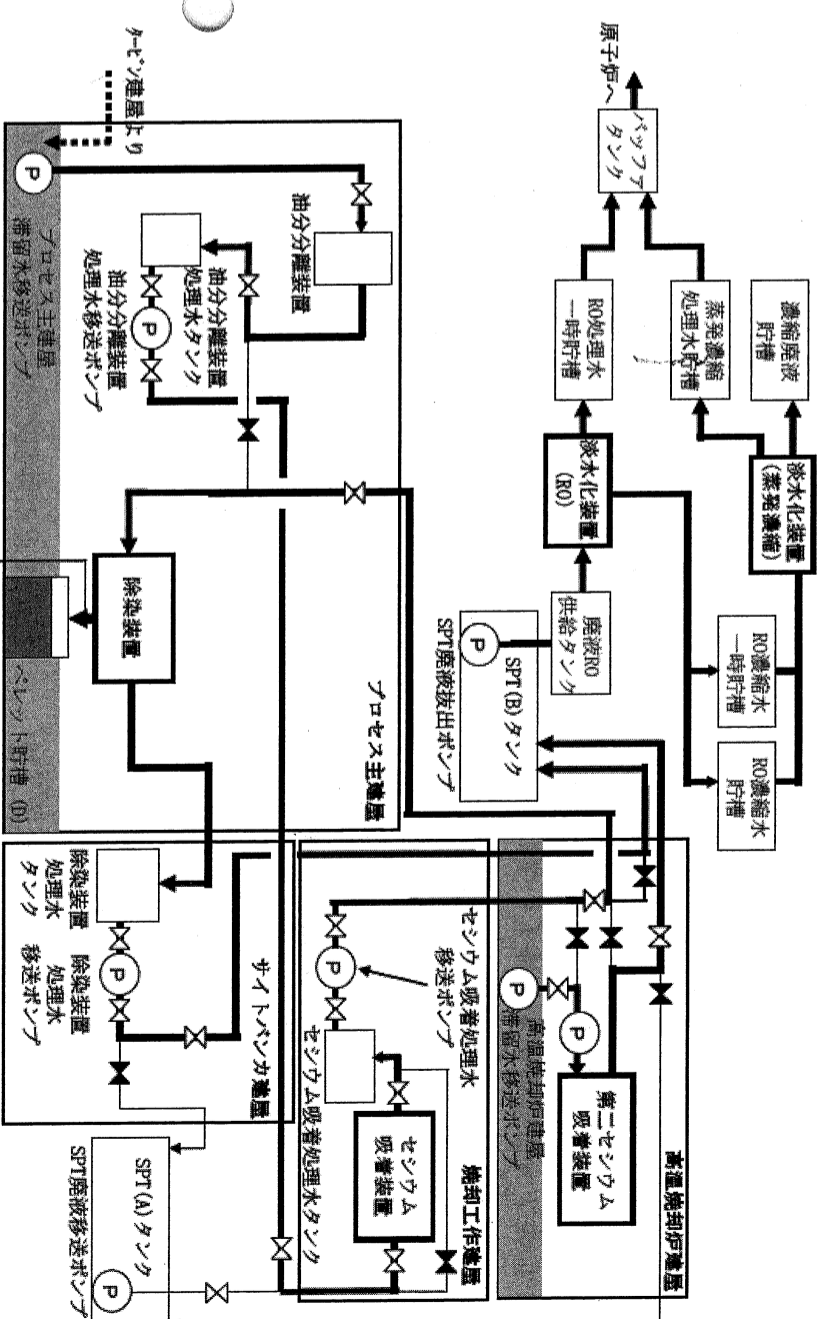 タービン建屋より
原子炉へ
バッファ
タンク
RO処理水
一時貯槽
蒸発濃縮
処理水貯槽
濃縮廃液
貯槽
淡水化装置
(RO)
淡水化装置
(蒸発濃縮)
廃液RO
供給タンク
RO濃縮水
一時貯槽
RO濃縮水
貯槽
P
SPT(B)タンク
SPT廃液抜出ポンプ
プロセス主建屋
油分分離装置
油分分離装置
処理水タンク
P
油分分離装置
処理水移送ポンプ
P
プロセス主建屋
滞留水移送ポンプ
除染装置
ペレット貯槽(D)
高温焼却炉建屋
第二セシウム
吸着装置
P
P
高温焼却炉建屋
滞留水移送ポンプ
焼却工作建屋
セシウム
吸着装置
セシウム吸着処理水
移送ポンプ
P
セシウム吸着処理水タンク
サイトバンカ建屋
除染装置
処理水
タンク
P
除染装置
処理水
移送ポンプ
SPT(A)タンク
P
SPT廃液移送ポンプ